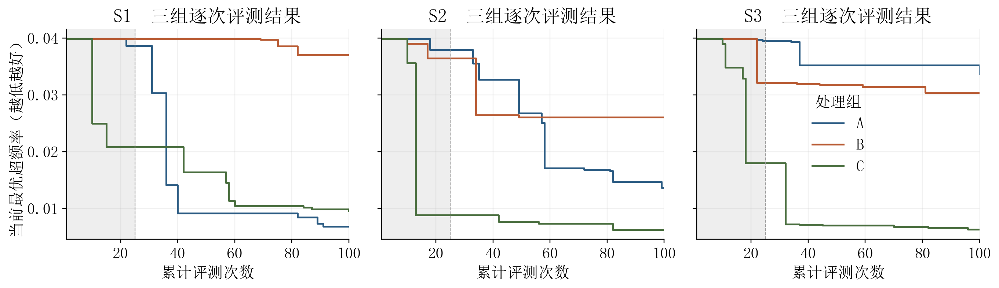 S1 三组逐次评测结果
S2 三组逐次评测结果
S3 三组逐次评测结果
当前最优超额率（越低越好）
0.04
0.03
0.02
0.01
处理组
A
B
C
20 40 60 80 100
20 40 60 80 100
20 40 60 80 100
累计评测次数
累计评测次数
累计评测次数